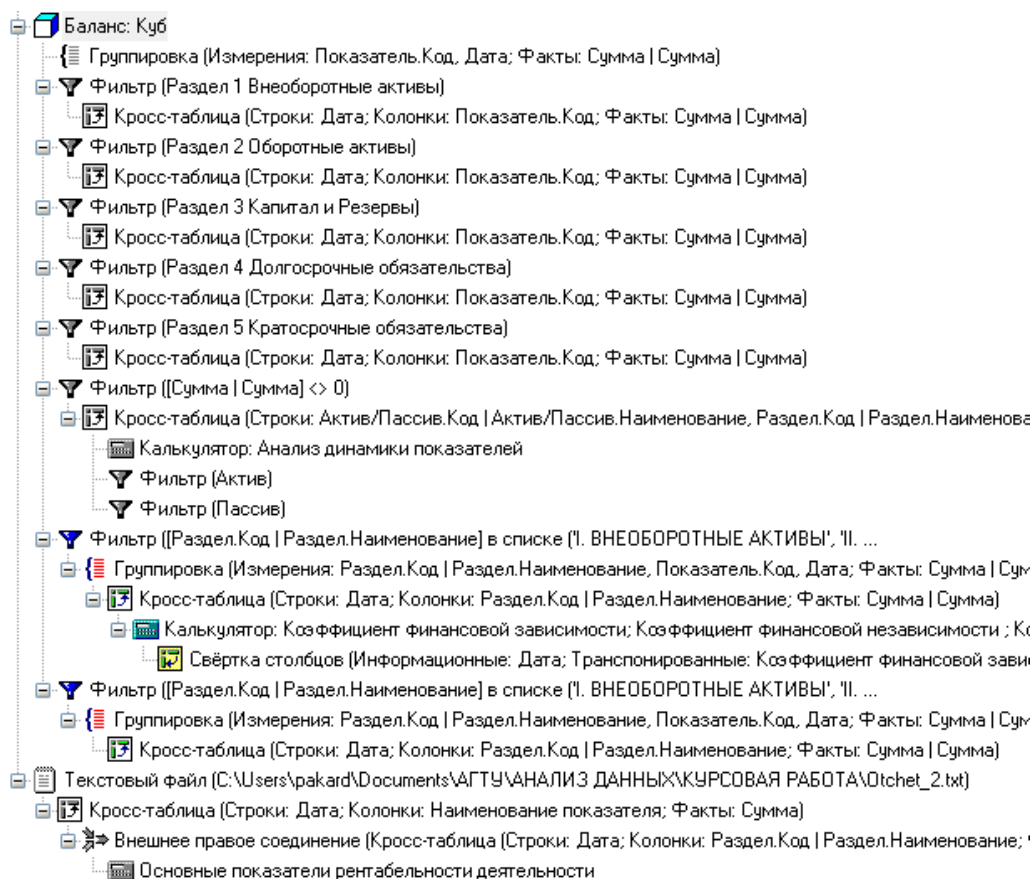 Баланс: Куб
Группировка (Измерения: Показатель.Код, Дата; Факты: Сумма | Сумма)
Фильтр (Раздел 1 Внеоборотные активы)
Кросс-таблица (Строки: Дата; Колонки: Показатель.Код; Факты: Сумма | Сумма)
Фильтр (Раздел 2 Оборотные активы)
Кросс-таблица (Строки: Дата; Колонки: Показатель.Код; Факты: Сумма | Сумма)
Фильтр (Раздел 3 Капитал и Резервы)
Кросс-таблица (Строки: Дата; Колонки: Показатель.Код; Факты: Сумма | Сумма)
Фильтр (Раздел 4 Долгосрочные обязательства)
Кросс-таблица (Строки: Дата; Колонки: Показатель.Код; Факты: Сумма | Сумма)
Фильтр (Раздел 5 Кратосрочные обязательства)
Кросс-таблица (Строки: Дата; Колонки: Показатель.Код; Факты: Сумма | Сумма)
Фильтр ([Сумма | Сумма] <> 0)
Кросс-таблица (Строки: Актив/Пассив.Код | Актив/Пассив.Наименование, Раздел.Код | Раздел.Наименова
Калькулятор: Анализ динамики показателей
Фильтр (Актив)
Фильтр (Пассив)
Фильтр ([Раздел.Код | Раздел.Наименование] в списке ('I. ВНЕОБОРОТНЫЕ АКТИВЫ', 'II. ...
Группировка (Измерения: Раздел.Код | Раздел.Наименование, Показатель.Код, Дата; Факты: Сумма | Сум
Кросс-таблица (Строки: Дата; Колонки: Раздел.Код | Раздел.Наименование; Факты: Сумма | Сумма)
Калькулятор: Коэффициент финансовой зависимости; Коэффициент финансовой независимости ; Ко
Свёртка столбцов (Информационные: Дата; Транспонированные: Коэффициент финансовой зави
Фильтр ([Раздел.Код | Раздел.Наименование] в списке ('I. ВНЕОБОРОТНЫЕ АКТИВЫ', 'II. ...
Группировка (Измерения: Раздел.Код | Раздел.Наименование, Показатель.Код, Дата; Факты: Сумма | Сум
Кросс-таблица (Строки: Дата; Колонки: Раздел.Код | Раздел.Наименование; Факты: Сумма | Сумма)
Текстовый файл (C:\Users\pakard\Documents\АГТУ\АНАЛИЗ ДАННЫХ\КУРСОВАЯ РАБОТА\Otchet_2.txt)
Кросс-таблица (Строки: Дата; Колонки: Наименование показателя; Факты: Сумма)
Внешнее правое соединение (Кросс-таблица (Строки: Дата; Колонки: Раздел.Код | Раздел.Наименование;
Основные показатели рентабельности деятельности